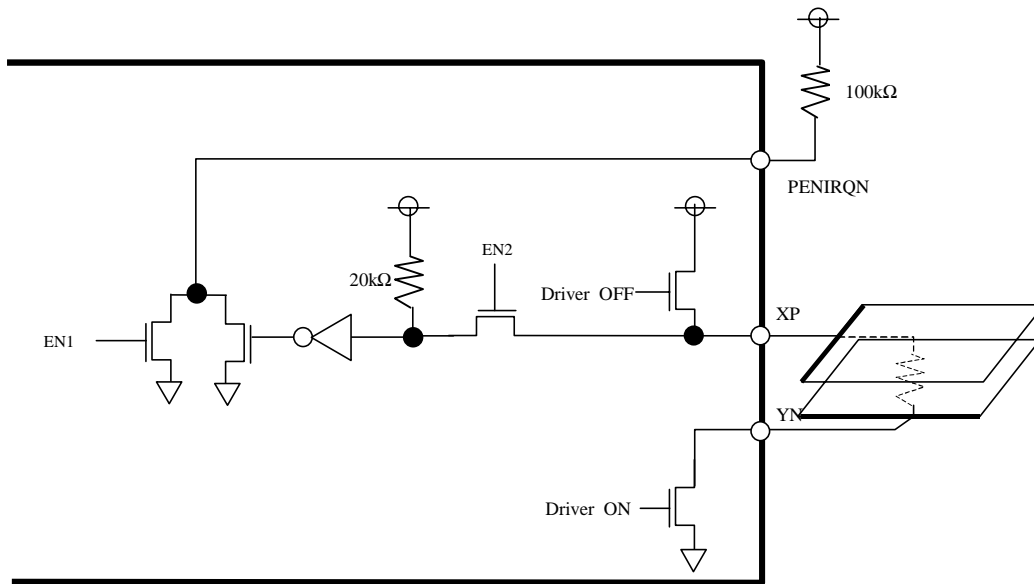 100kΩ
PENIRQN
EN2
20kΩ
Driver OFF
XP
EN1
YN
Driver ON